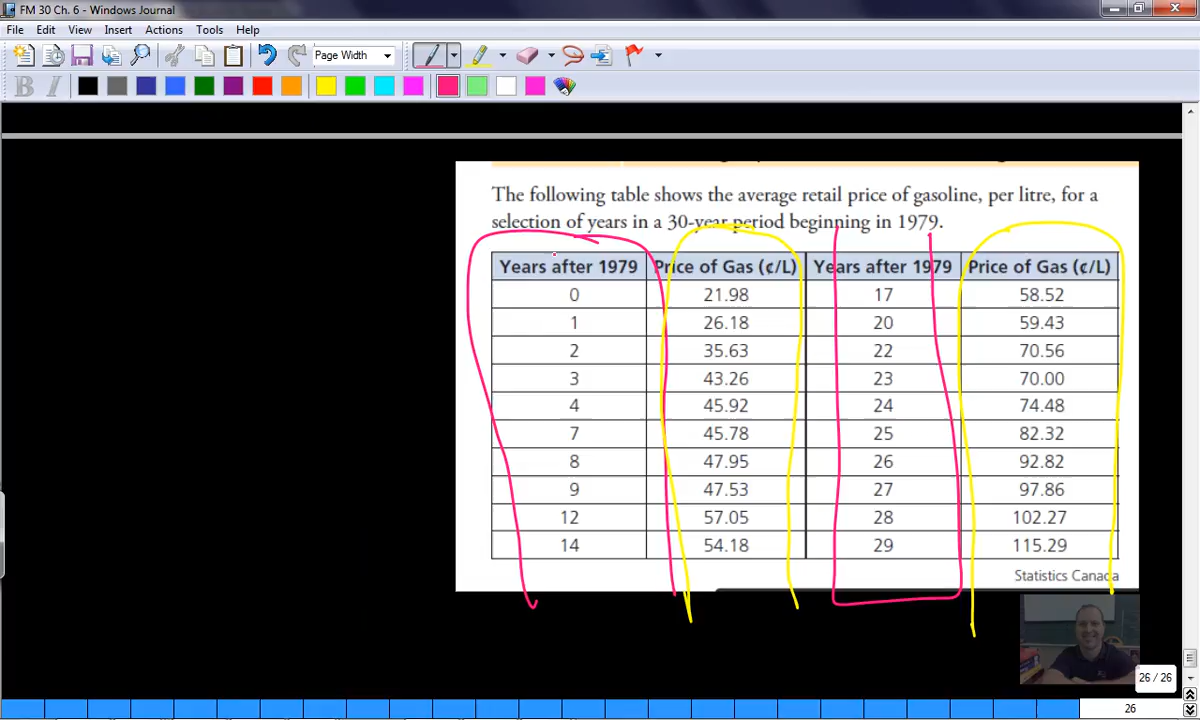 FM 30 Ch. 6 - Windows Journal
File Edit View Insert Actions Tools Help
Page Width
B I
The following table shows the average retail price of gasoline, per litre, for a
selection of years in a 30-year period beginning in 1979.
Years after 1979 Price of Gas (¢/L) Years after 1979 Price of Gas (¢/L)
0 21.98 17 58.52
1 26.18 20 59.43
2 35.63 22 70.56
3 43.26 23 70.00
4 45.92 24 74.48
7 45.78 25 82.32
8 47.95 26 92.82
9 47.53 27 97.86
12 57.05 28 102.27
14 54.18 29 115.29
Statistics Canada
26 / 26
26